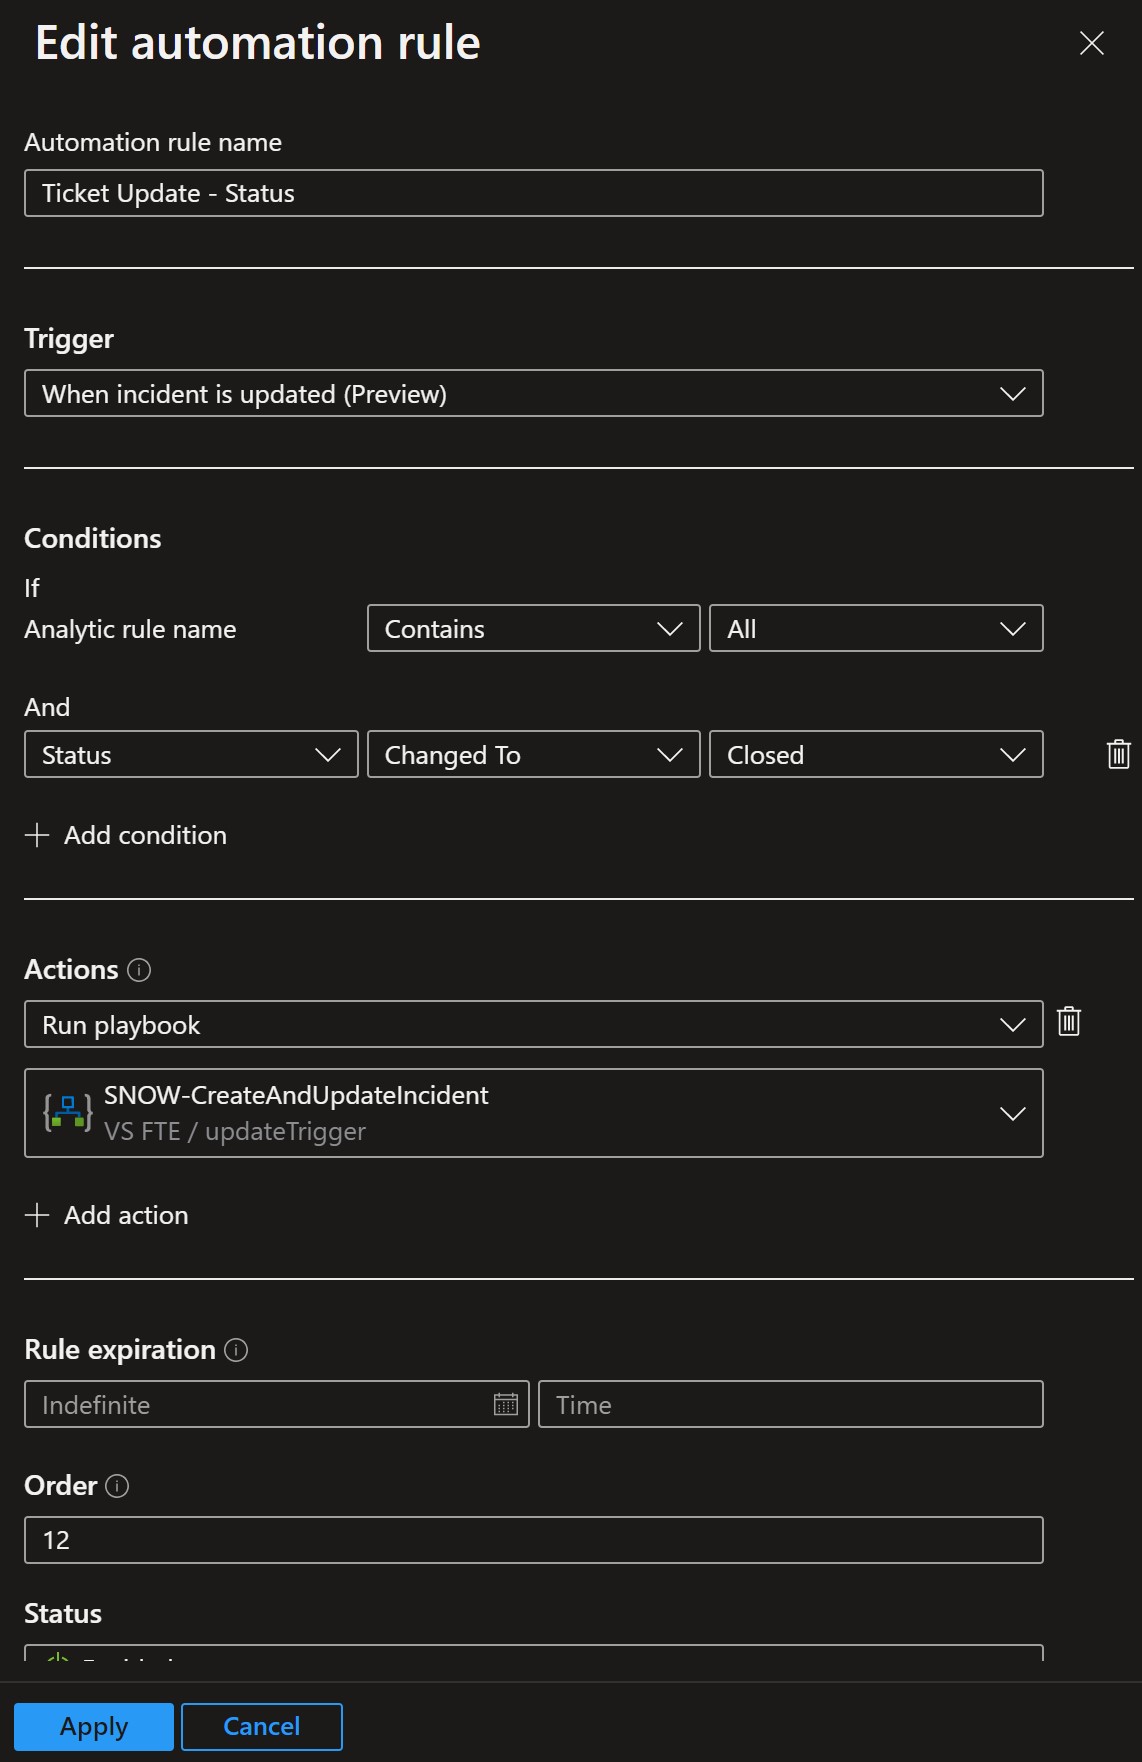 Edit automation rule
Automation rule name
Ticket Update - Status
Trigger
When incident is updated (Preview)
Conditions
If
Analytic rule name Contains All
And
Status Changed To Closed
Add condition
Actions
Run playbook
SNOW-CreateAndUpdateIncident
VS FTE / updateTrigger
Add action
Rule expiration
Indefinite Time
Order
12
Status
Apply Cancel